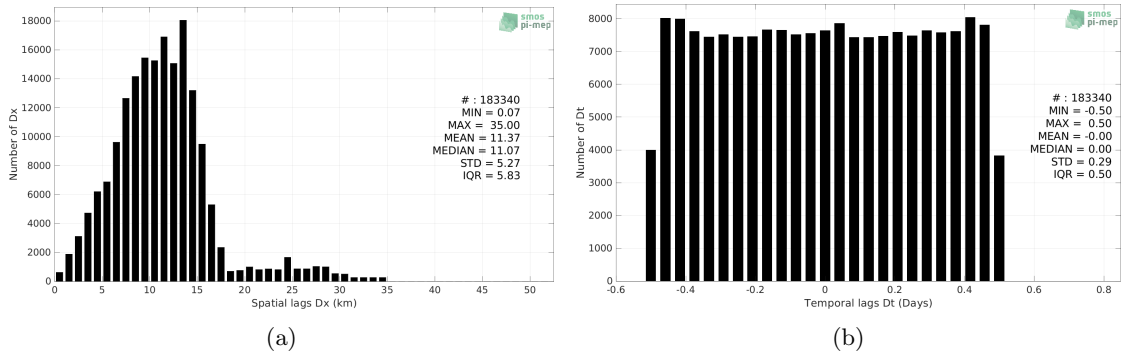 smos
pi-mep
18000
16000
14000
12000
10000
8000
6000
4000
2000
0
Number of Dx
# : 183340
MIN = 0.07
MAX = 35.00
MEAN = 11.37
MEDIAN = 11.07
STD = 5.27
IQR = 5.83
0 5 10 15 20 25 30 35 40 45 50
Spatial lags Dx (km)
(a)
smos
pi-mep
8000
7000
6000
5000
4000
3000
2000
1000
0
Number of Dt
# : 183340
MIN = -0.50
MAX = 0.50
MEAN = -0.00
MEDIAN = 0.00
STD = 0.29
IQR = 0.50
-0.6 -0.4 -0.2 0 0.2 0.4 0.6 0.8
Temporal lags Dt (Days)
(b)